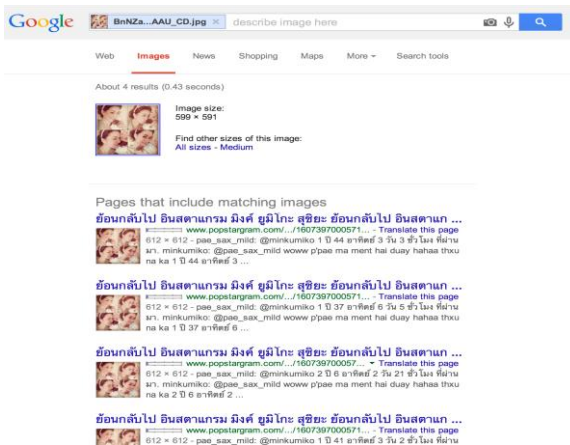 Google BnNZa...AAU_CD.jpg × describe image here
Web Images News Shopping Maps More Search tools
About 4 results (0.43 seconds)
Image size:
599 × 591
Find other sizes of this image:
All sizes - Medium
Pages that include matching images
ย้อนกลับไป อินสตาแกรม มิงค์ ยูมิโกะ สุชิยะ ย้อนกลับไป อินสตาแก ...
www.popstargram.com/.../1607397000571... - Translate this page
612 × 612 - pae_sax_mild: @minkumiko 1 ปี 44 อาทิตย์ 3 วัน 3 ชั่วโมง ที่ผ่าน
มา. minkumiko: @pae_sax_mild woww p'pae ma ment hai duay hahaa thxu
na ka 1 ปี 44 อาทิตย์ 3 ...
ย้อนกลับไป อินสตาแกรม มิงค์ ยูมิโกะ สุชิยะ ย้อนกลับไป อินสตาแก ...
www.popstargram.com/.../1607397000571... - Translate this page
612 × 612 - pae_sax_mild: @minkumiko 1 ปี 37 อาทิตย์ 6 วัน 5 ชั่วโมง ที่ผ่าน
มา. minkumiko: @pae_sax_mild woww p'pae ma ment hai duay hahaa thxu
na ka 1 ปี 37 อาทิตย์ 6 ...
ย้อนกลับไป อินสตาแกรม มิงค์ ยูมิโกะ สุชิยะ ย้อนกลับไป อินสตาแก ...
www.popstargram.com/.../160739700057... Translate this page
612 × 612 - pae_sax_mild: @minkumiko 2 ปี 6 อาทิตย์ 2 วัน 21 ชั่วโมง ที่ผ่าน
มา. minkumiko: @pae_sax_mild woww p'pae ma ment hai duay hahaa thxu
na ka 2 ปี 6 อาทิตย์ 2 ...
ย้อนกลับไป อินสตาแกรม มิงค์ ยูมิโกะ สุชิยะ ย้อนกลับไป อินสตาแก ...
www.popstargram.com/.../1607397000571... - Translate this page
612 × 612 - pae_sax_mild: @minkumiko 1 ปี 41 อาทิตย์ 3 วัน 2 ชั่วโมง ที่ผ่าน